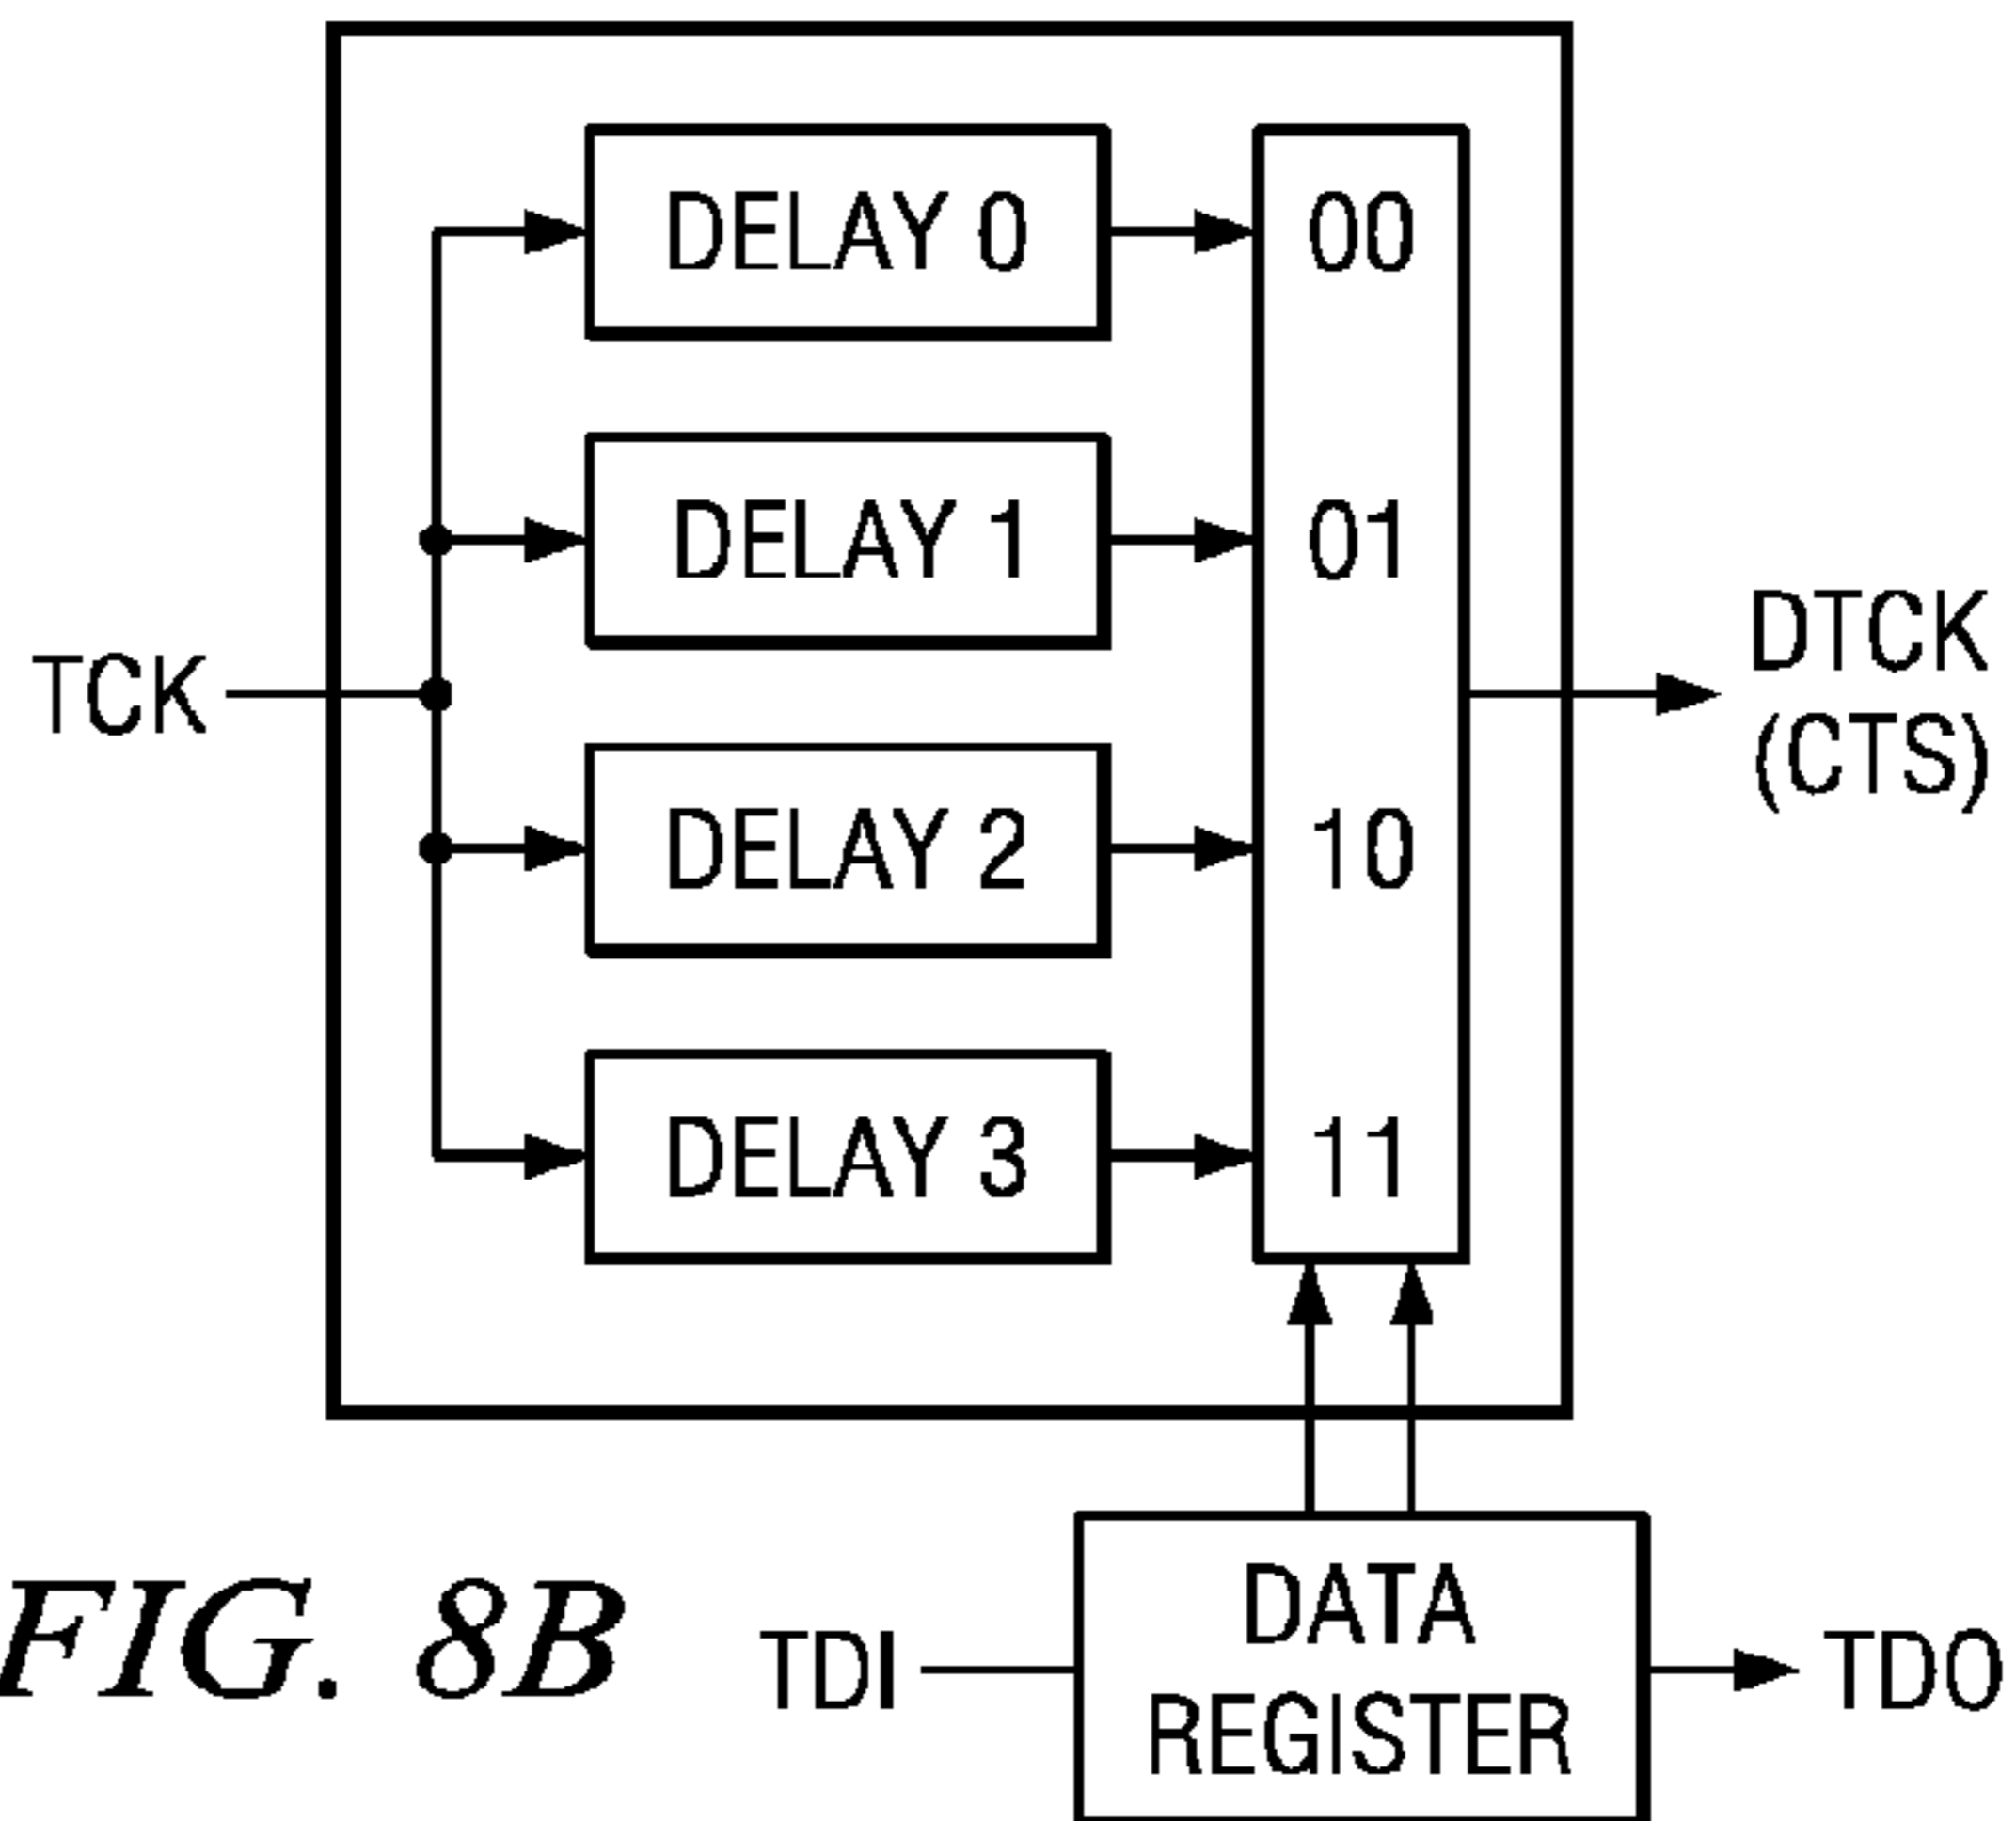 DELAY 0
00
DELAY 1
01
TCK
DTCK
(CTS)
DELAY 2
10
DELAY 3
11
FIG. 8B
TDI
DATA
REGISTER
TDO